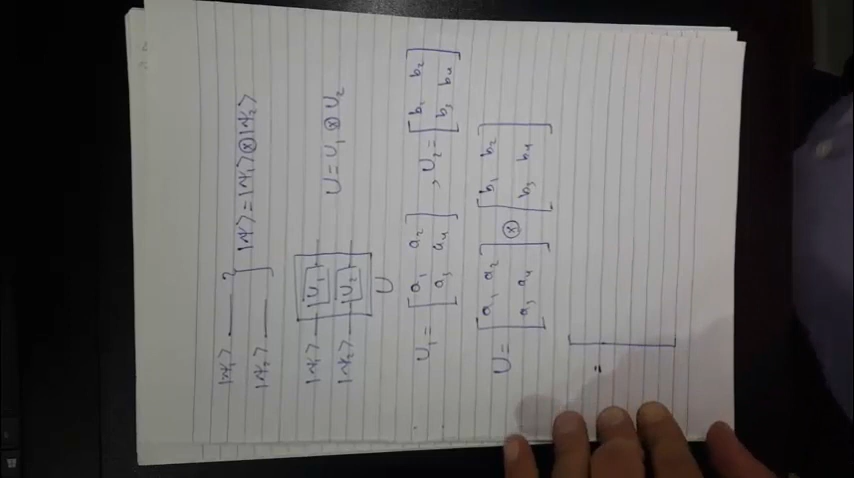 |ψ₁⟩
|ψ₂⟩ } |ψ⟩ = |ψ₁⟩ ⊗ |ψ₂⟩
|ψ₁⟩ U₁
|ψ₂⟩ U₂ U = U₁ ⊗ U₂
U
U₁ = [a₁ a₂ a₃ a₄] , U₂ = [b₂ b₂ b₃ b₄]
U = [a₁ a₂ a₃ a₄] ⊗ [b₁ b₂ b₃ b₄]
= [